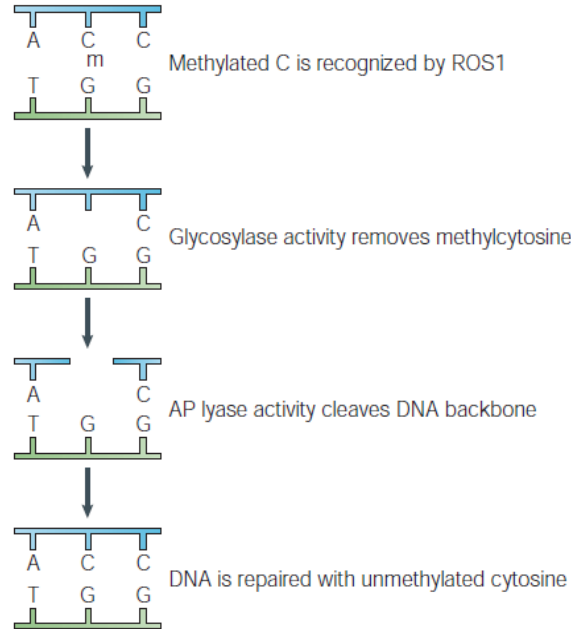 A C C
m
Methylated C is recognized by ROS1
T G G
A C
Glycosylase activity removes methylcytosine
T G G
A C
AP lyase activity cleaves DNA backbone
T G G
A C C
DNA is repaired with unmethylated cytosine
T G G